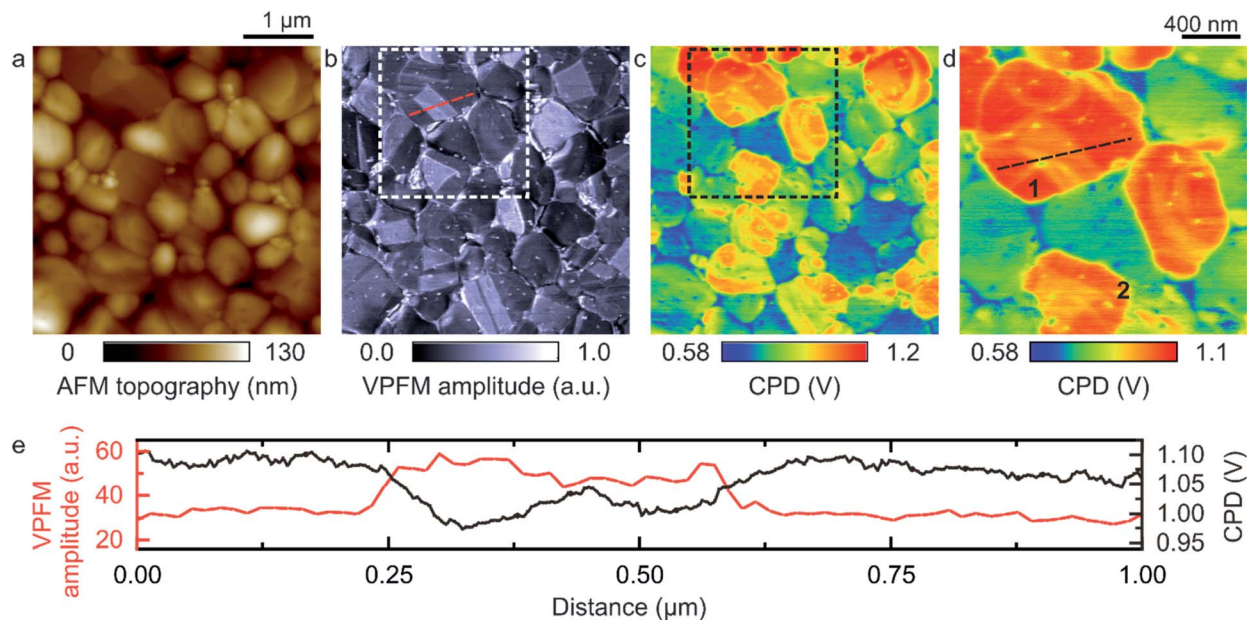 1 µm
400 nm
a
b
c
d
1
2
0
130
0.0
1.0
0.58
1.2
0.58
1.1
AFM topography (nm)
VPFM amplitude (a.u.)
CPD (V)
CPD (V)
e
VPFM
amplitude (a.u.)
60
40
20
1.10
1.05
1.00
0.95
CPD (V)
0.00
0.25
0.50
0.75
1.00
Distance (µm)